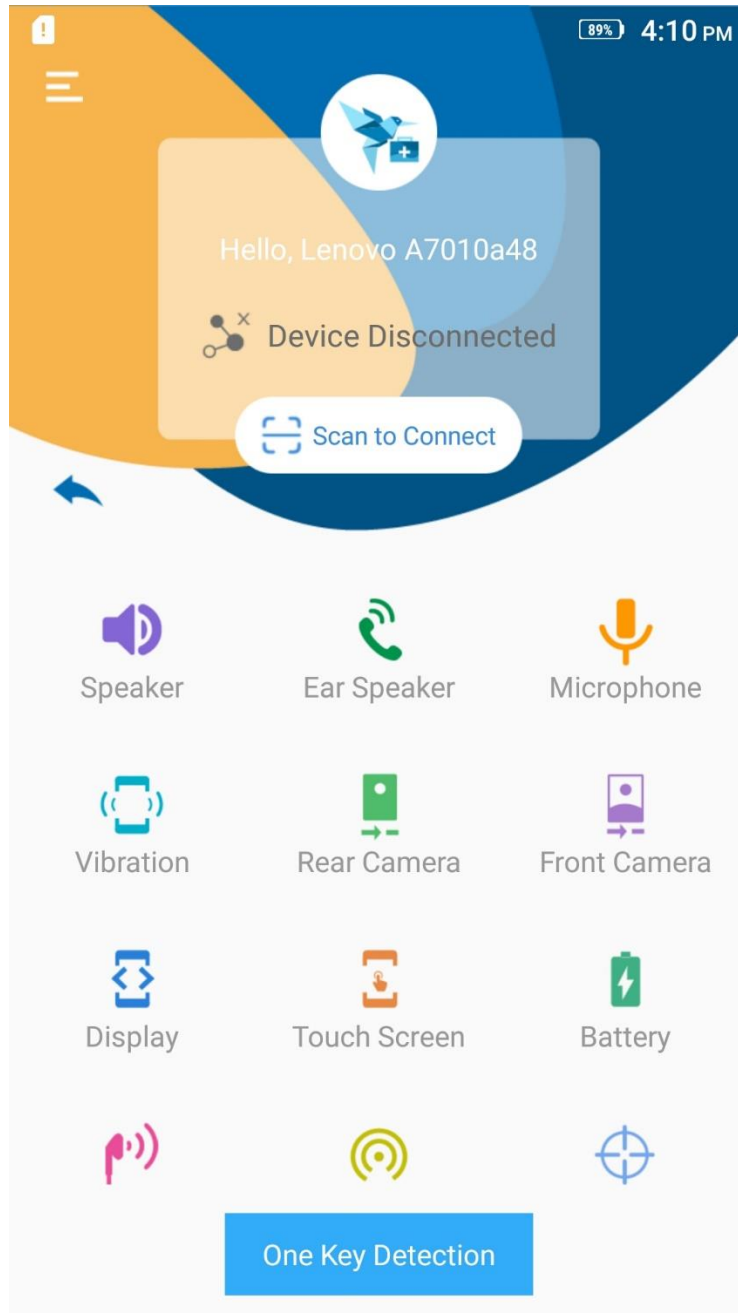 89% 4:10 PM
Hello, Lenovo A7010a48
Device Disconnected
Scan to Connect
Speaker Ear Speaker Microphone
Vibration Rear Camera Front Camera
Display Touch Screen Battery
One Key Detection